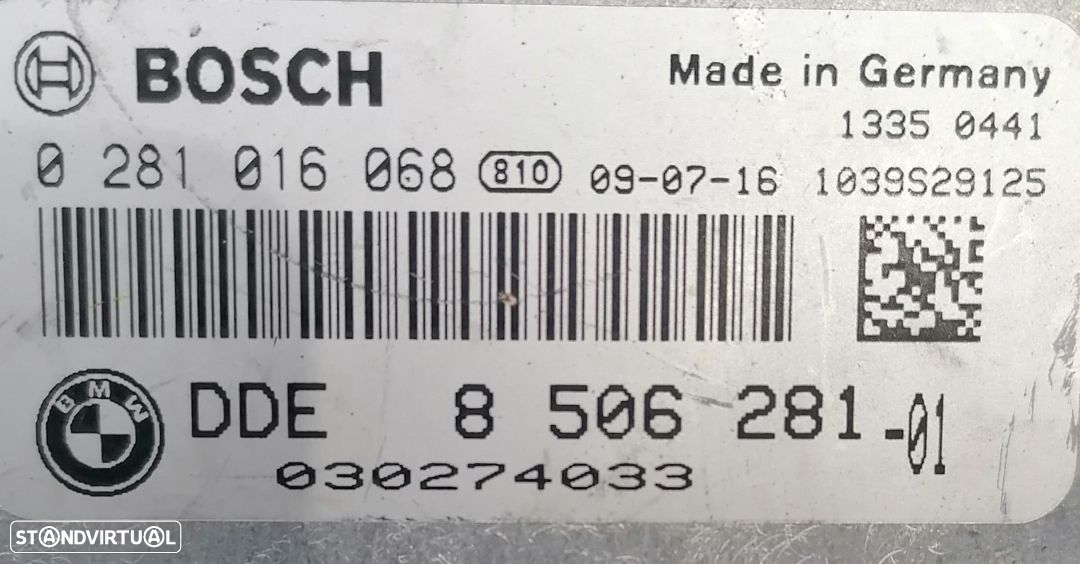 BOSCH Made in Germany
1335 0441
0 281 016 068 810 09-07-16 1039S29125
BMW DDE 8 506 281 -01
030274033
STANDVIRTUAL